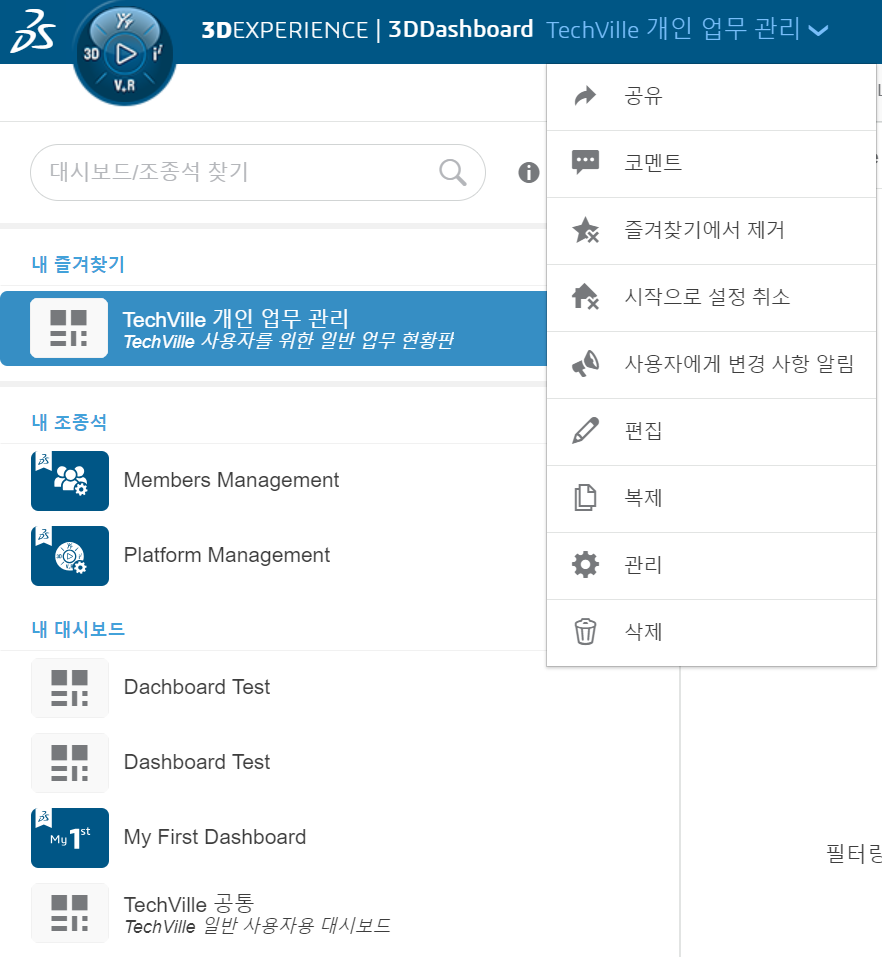 3DEXPERIENCE | 3DDashboard TechVille 개인 업무 관리
3D
V.R
대시보드/조종석 찾기
내 즐겨찾기
TechVille 개인 업무 관리
TechVille 사용자를 위한 일반 업무 현황판
내 조종석
Members Management
Platform Management
내 대시보드
Dachboard Test
Dashboard Test
My 1st
My First Dashboard
TechVille 공통
TechVille 일반 사용자용 대시보드
공유
코멘트
즐겨찾기에서 제거
시작으로 설정 취소
사용자에게 변경 사항 알림
편집
복제
관리
삭제
필터링